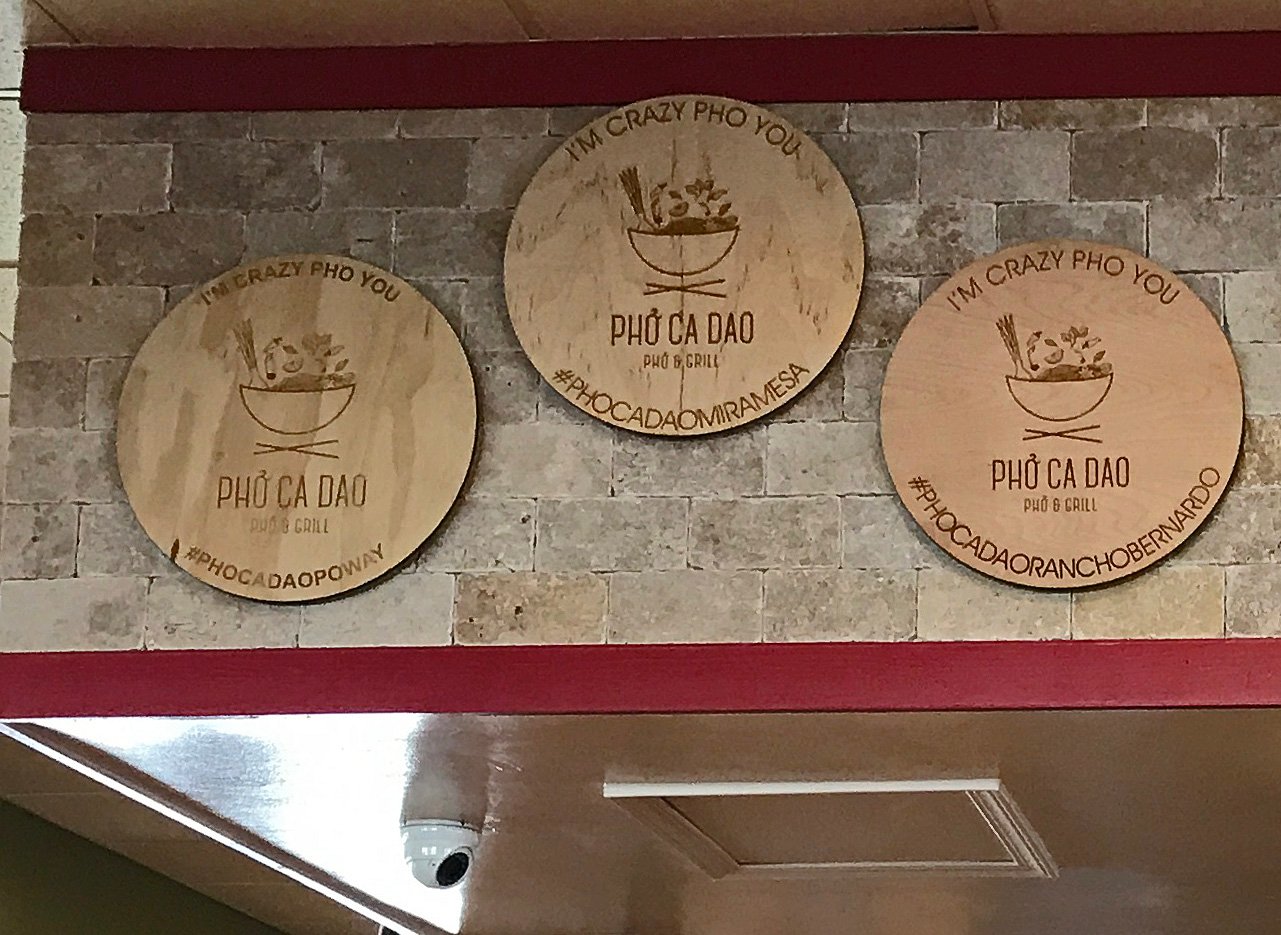 I'M CRAZY PHO YOU
PHỞ CA DAO
PHỞ & GRILL
#PHOCADAOPOWAY
I'M CRAZY PHO YOU
PHỞ CA DAO
PHỞ & GRILL
#PHOCADAOMIRAMESA
I'M CRAZY PHO YOU
PHỞ CA DAO
PHỞ & GRILL
#PHOCADAORANCHOBERNARDO